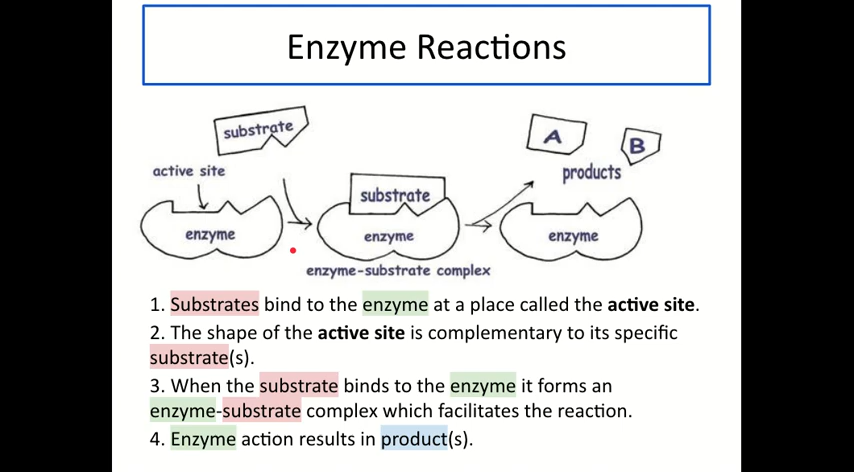 Enzyme Reactions
substrate
active site
enzyme
substrate
enzyme
enzyme-substrate complex
A
B
products
enzyme
1. Substrates bind to the enzyme at a place called the active site.
2. The shape of the active site is complementary to its specific
substrate(s).
3. When the substrate binds to the enzyme it forms an
enzyme-substrate complex which facilitates the reaction.
4. Enzyme action results in product(s).